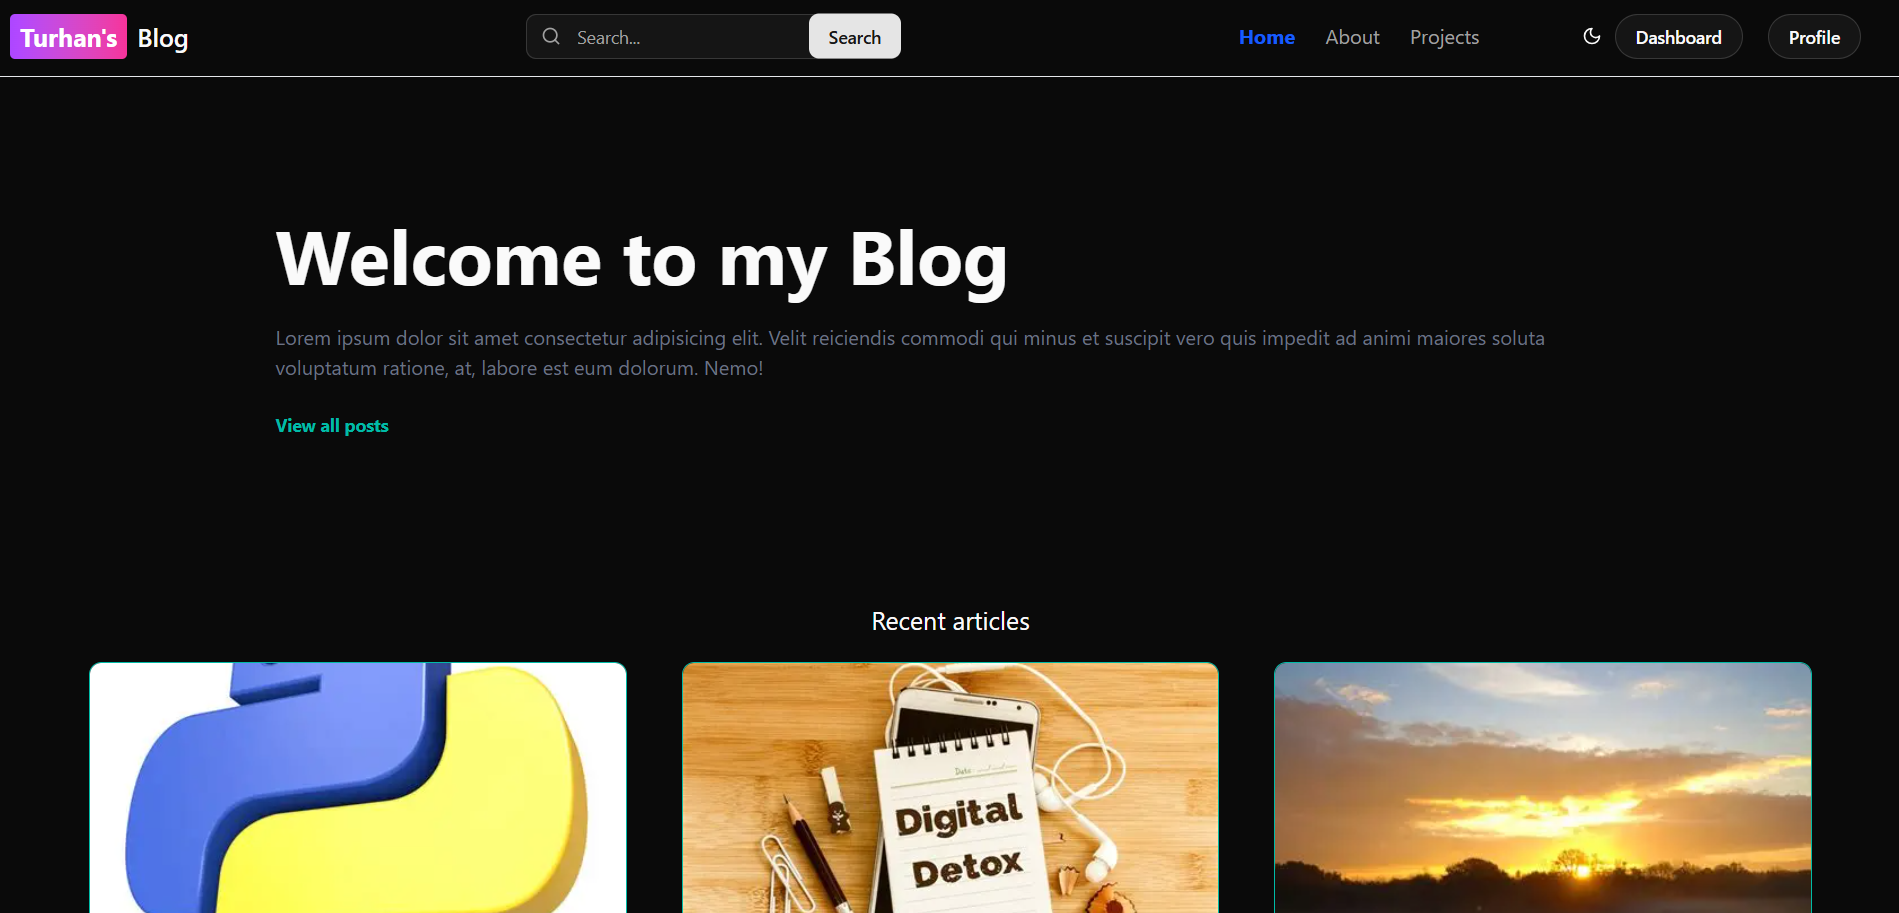 Turhan's Blog
Search...
Search
Home
About
Projects
Dashboard
Profile
Welcome to my Blog
Lorem ipsum dolor sit amet consectetur adipisicing elit. Velit reiciendis commodi qui minus et suscipit vero quis impedit ad animi maiores soluta
voluptatum ratione, at, labore est eum dolorum. Nemo!
View all posts
Recent articles
Date
Digital
Detox